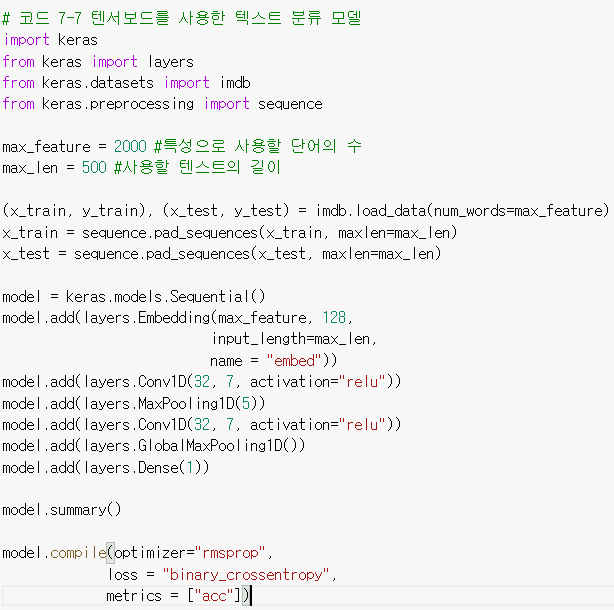 # 코드 7-7 텐서보드를 사용한 텍스트 분류 모델
import keras
from keras import layers
from keras.datasets import imdb
from keras.preprocessing import sequence
max_feature = 2000 #특성으로 사용할 단어의 수
max_len = 500 #사용할 텐스트의 길이
(x_train, y_train), (x_test, y_test) = imdb.load_data(num_words=max_feature)
x_train = sequence.pad_sequences(x_train, maxlen=max_len)
x_test = sequence.pad_sequences(x_test, maxlen=max_len)
model = keras.models.Sequential()
model.add(layers.Embedding(max_feature, 128,
input_length=max_len,
name = "embed"))
model.add(layers.Conv1D(32, 7, activation="relu"))
model.add(layers.MaxPooling1D(5))
model.add(layers.Conv1D(32, 7, activation="relu"))
model.add(layers.GlobalMaxPooling1D())
model.add(layers.Dense(1))
model.summary()
model.compile(optimizer="rmsprop",
loss = "binary_crossentropy",
metrics = ["acc"])